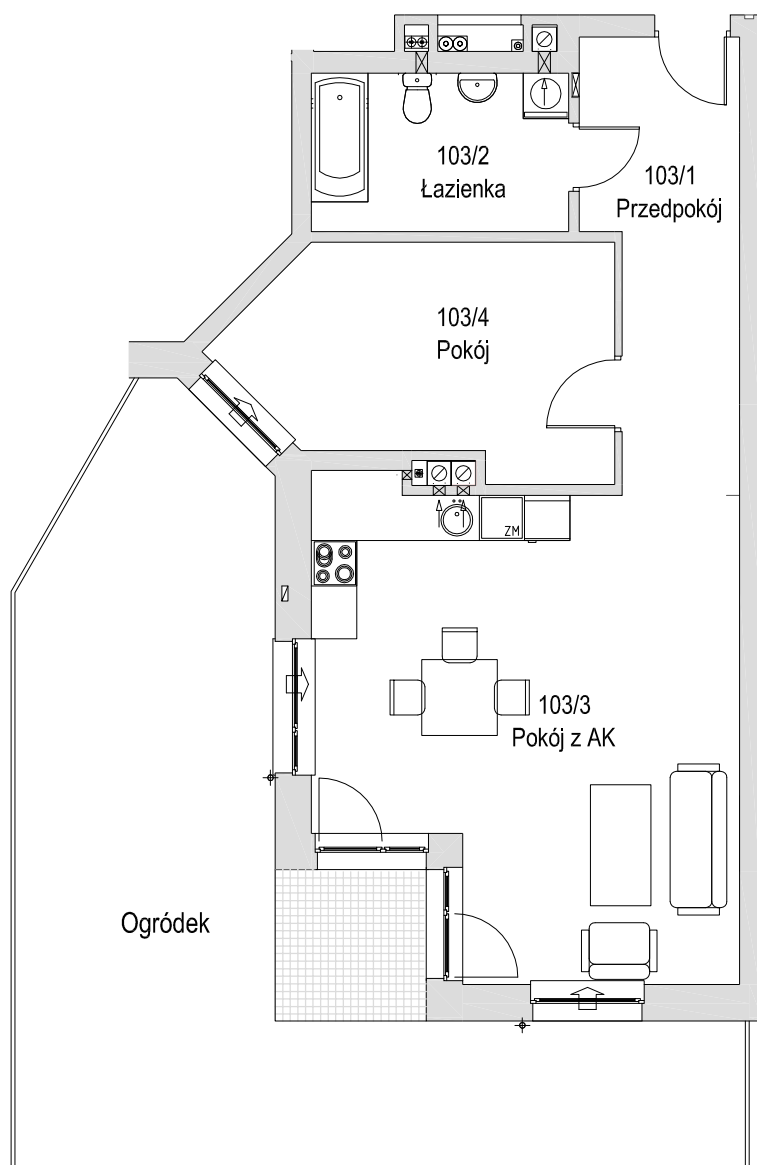 103/2
Łazienka
103/1
Przedpokój
103/4
Pokój
ZM
103/3
Pokój z AK
Ogródek